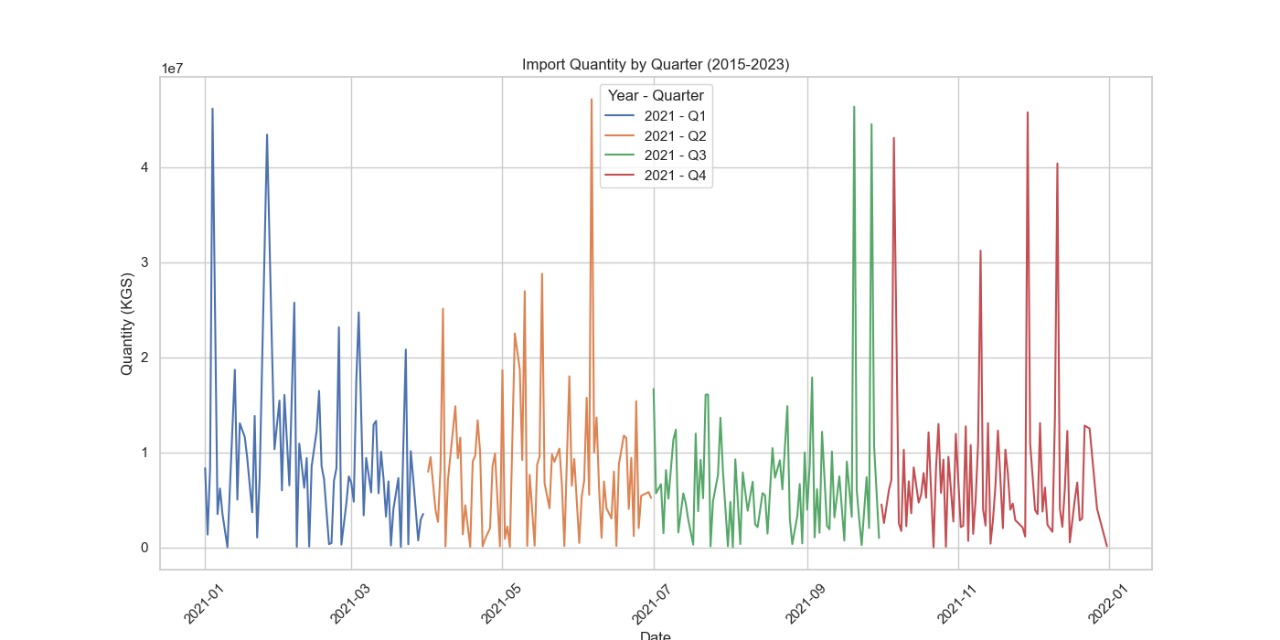 Import Quantity by Quarter (2015-2023)
1e7
Year - Quarter
2021 - Q1
2021 - Q2
2021 - Q3
2021 - Q4
Quantity (KGS)
4
3
2
1
0
2021-01
2021-03
2021-05
2021-07
2021-09
2021-11
2022-01
Date